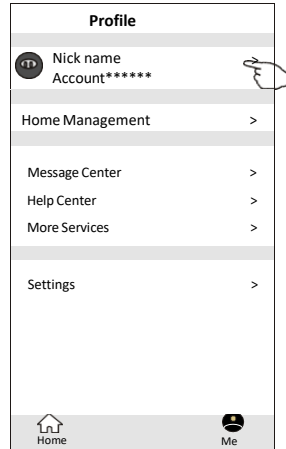 Profile
Nick name
Account******
Home Management >
Message Center >
Help Center >
More Services >
Settings >
Home Me